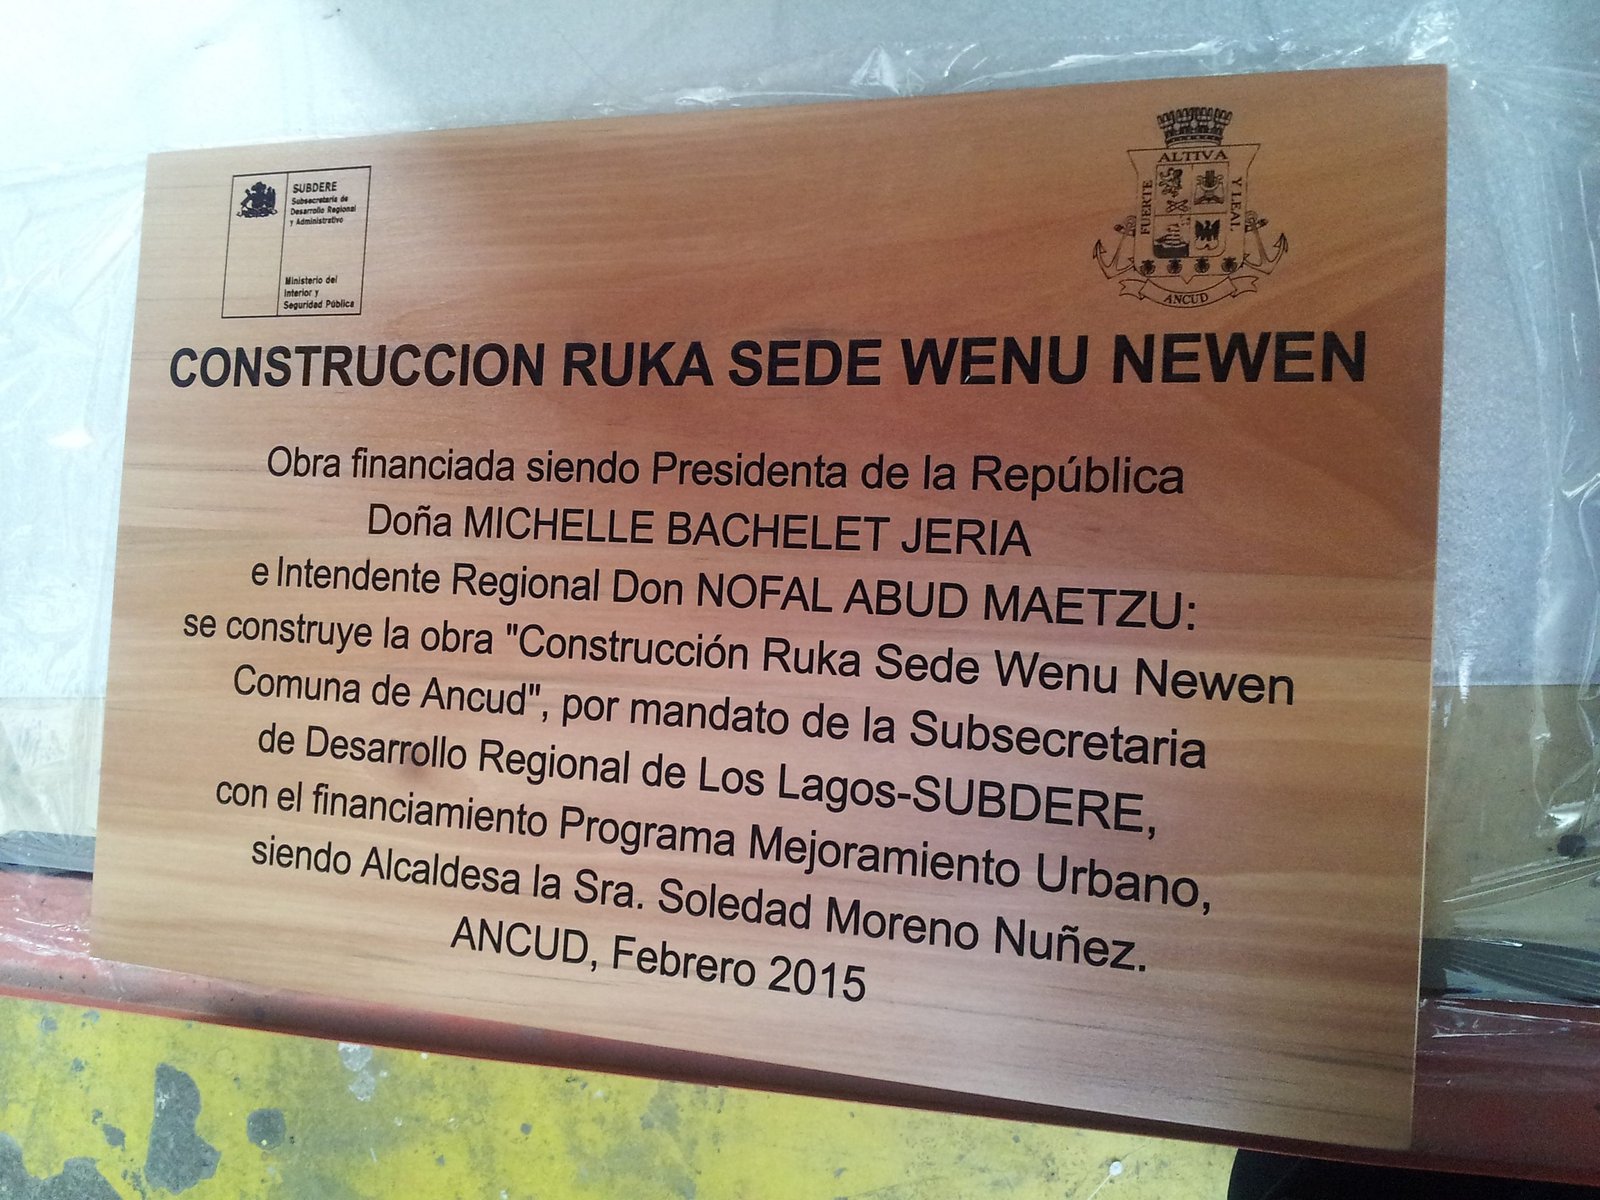 SUBDERE
Subsecretaría de
Desarrollo Regional
y Administrativo
Ministerio del
Interior y
Seguridad Pública
ALTIVA
FUERTE
Y LEAL
ANCUD
CONSTRUCCION RUKA SEDE WENU NEWEN
Obra financiada siendo Presidenta de la República
Doña MICHELLE BACHELET JERIA
e Intendente Regional Don NOFAL ABUD MAETZU:
se construye la obra "Construcción Ruka Sede Wenu Newen
Comuna de Ancud", por mandato de la Subsecretaria
de Desarrollo Regional de Los Lagos-SUBDERE,
con el financiamiento Programa Mejoramiento Urbano,
siendo Alcaldesa la Sra. Soledad Moreno Nuñez.
ANCUD, Febrero 2015